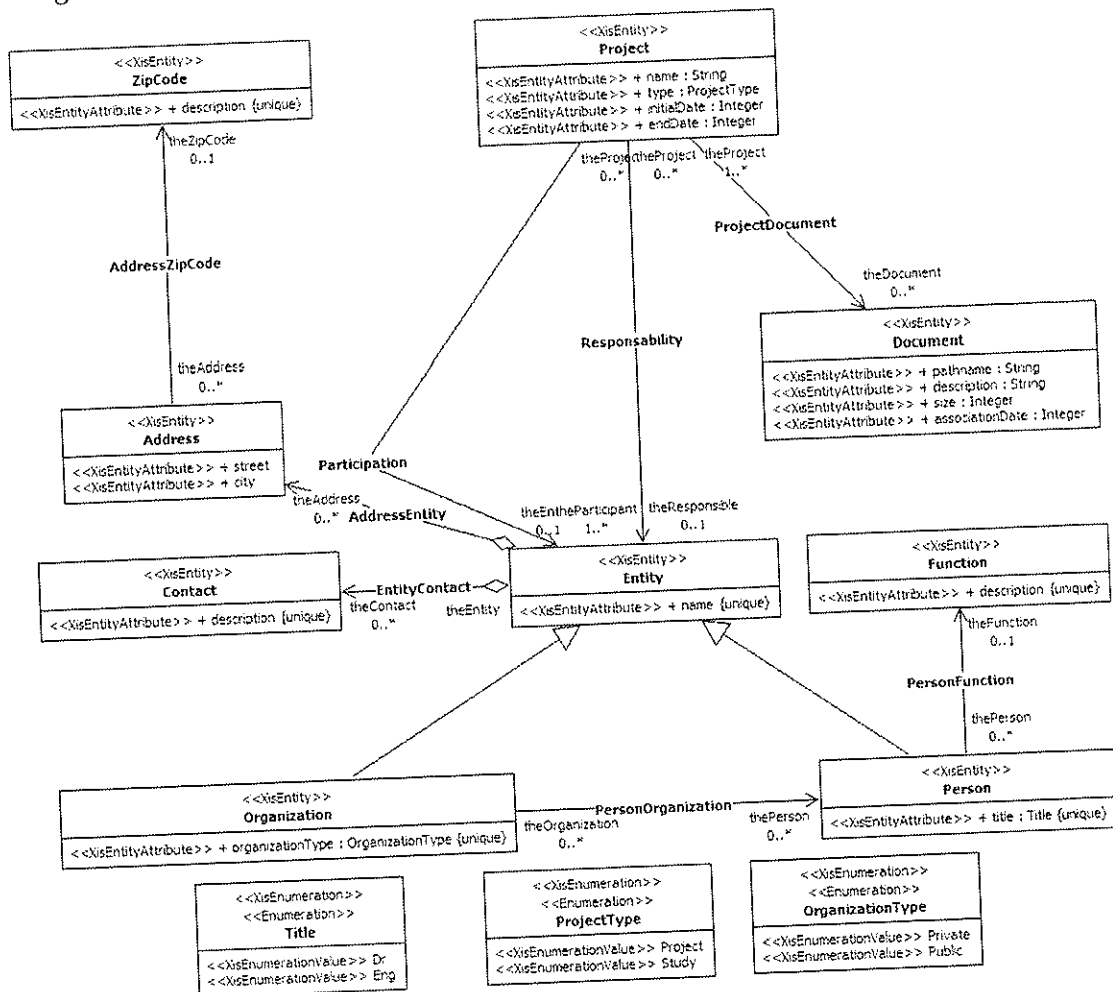 <<XisEntity>>
Project
<<XisEntityAttribute>> + name : String
<<XisEntityAttribute>> + type : ProjectType
<<XisEntityAttribute>> + initialDate : Integer
<<XisEntityAttribute>> + endDate : Integer
<<XisEntity>>
ZipCode
<<XisEntityAttribute>> + description {unique}
theZipCode
0..1
theProject theProject theProject
0..* 0..* 1..*
ProjectDocument
AddressZipCode
theDocument
0..*
<<XisEntity>>
Document
<<XisEntityAttribute>> + pathname : String
<<XisEntityAttribute>> + description : String
<<XisEntityAttribute>> + size : Integer
<<XisEntityAttribute>> + associationDate : Integer
Responsability
theAddress
0..*
<<XisEntity>>
Address
<<XisEntityAttribute>> + street
<<XisEntityAttribute>> + city
Participation
theAddress
0..* AddressEntity
theEntheParticipant theResponsible
0..1 1..* 0..1
<<XisEntity>>
Contact
<<XisEntityAttribute>> + description {unique}
EntityContact
theContact theEntity
0..*
<<XisEntity>>
Entity
<<XisEntityAttribute>> + name {unique}
<<XisEntity>>
Function
<<XisEntityAttribute>> + description {unique}
theFunction
0..1
PersonFunction
thePerson
0..*
<<XisEntity>>
Organization
<<XisEntityAttribute>> + organizationType : OrganizationType {unique}
PersonOrganization
theOrganization thePerson
0..* 0..*
<<XisEntity>>
Person
<<XisEntityAttribute>> + title : Title {unique}
<<XisEnumeration>>
<<Enumeration>>
Title
<<XisEnumerationValue>> Dr
<<XisEnumerationValue>> Eng
<<XisEnumeration>>
<<Enumeration>>
ProjectType
<<XisEnumerationValue>> Project
<<XisEnumerationValue>> Study
<<XisEnumeration>>
<<Enumeration>>
OrganizationType
<<XisEnumerationValue>> Private
<<XisEnumerationValue>> Public